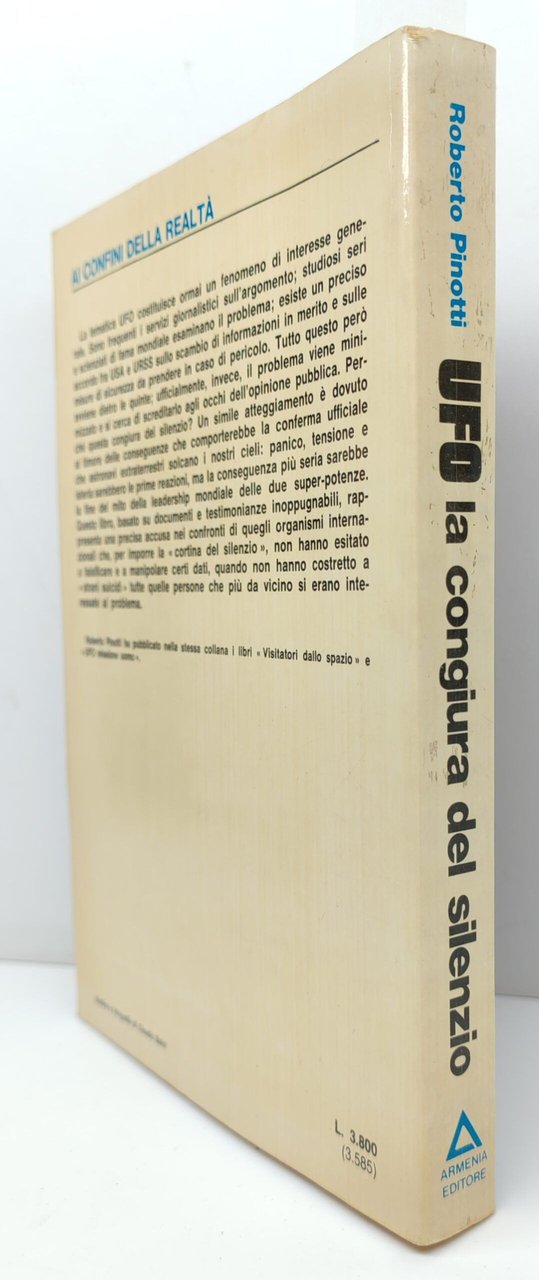 AI CONFINI DELLA REALTÀ
La tematica UFO costituisce ormai un fenomeno di interesse gene-
rale. Sono frequenti i servizi giornalistici sull'argomento; studiosi seri
e scienziati di fama mondiale esaminano il problema; esiste un preciso
accordo fra USA e URSS sullo scambio di informazioni in merito e sulle
misure di sicurezza da prendere in caso di pericolo. Tutto questo però
avviene dietro le quinte; ufficialmente, invece, il problema viene mini-
mizzato e si cerca di screditarlo agli occhi dell'opinione pubblica. Per-
ché questa congiura del silenzio? Un simile atteggiamento è dovuto
al timore delle conseguenze che comporterebbe la conferma ufficiale
che astronavi extraterrestri solcano i nostri cieli: panico, tensione e
isteria sarebbero le prime reazioni, ma la conseguenza più seria sarebbe
la fine del mito della leadership mondiale delle due super-potenze.
Questo libro, basato su documenti e testimonianze inoppugnabili, rap-
presenta una precisa accusa nei confronti di quegli organismi interna-
zionali che, per imporre la « cortina del silenzio », non hanno esitato
a falsificare e a manipolare certi dati, quando non hanno costretto a
« strani suicidi » tutte quelle persone che più da vicino si erano inte-
ressate al problema.
Roberto Pinotti ha pubblicato nella stessa collana i libri « Visitatori dallo spazio » e
« UFO missione uomo ».
L. 3.800
(3.585)
Roberto Pinotti UFO la congiura del silenzio
ARMENIA
EDITORE